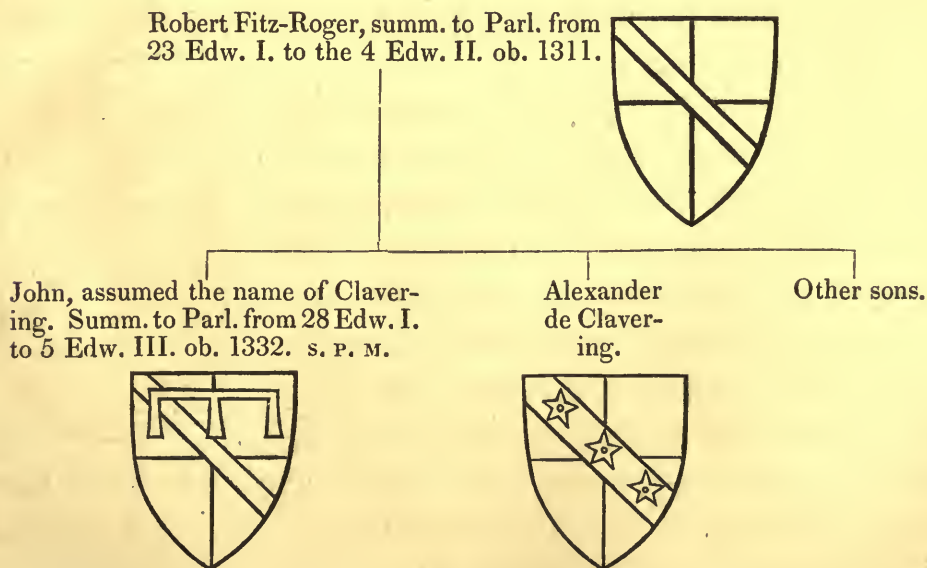 Robert Fitz-Roger, summ. to Parl. from
23 Edw. I. to the 4 Edw. II. ob. 1311.
John, assumed the name of Claver-
ing. Summ. to Parl. from 28 Edw. I.
to 5 Edw. III. ob. 1332. S. P. M.
Alexander
de Claver-
ing.
Other sons.